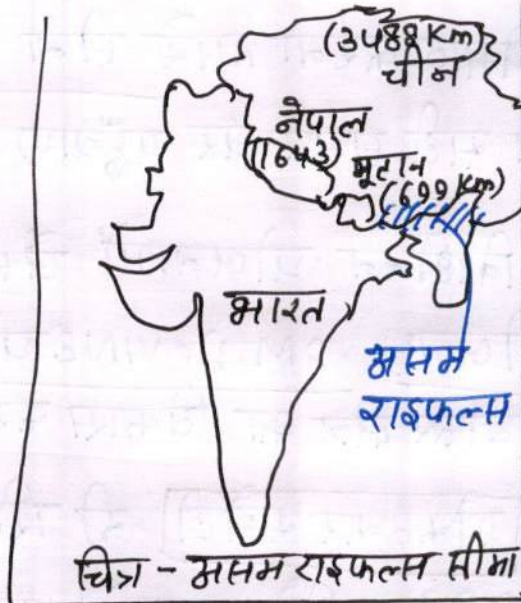 (3488 Km)
चीन
नेपाल
(1643)
भूटान
(699 Km)
भारत
असम
राइफल्स
चित्र - असम राइफल्स सीमा